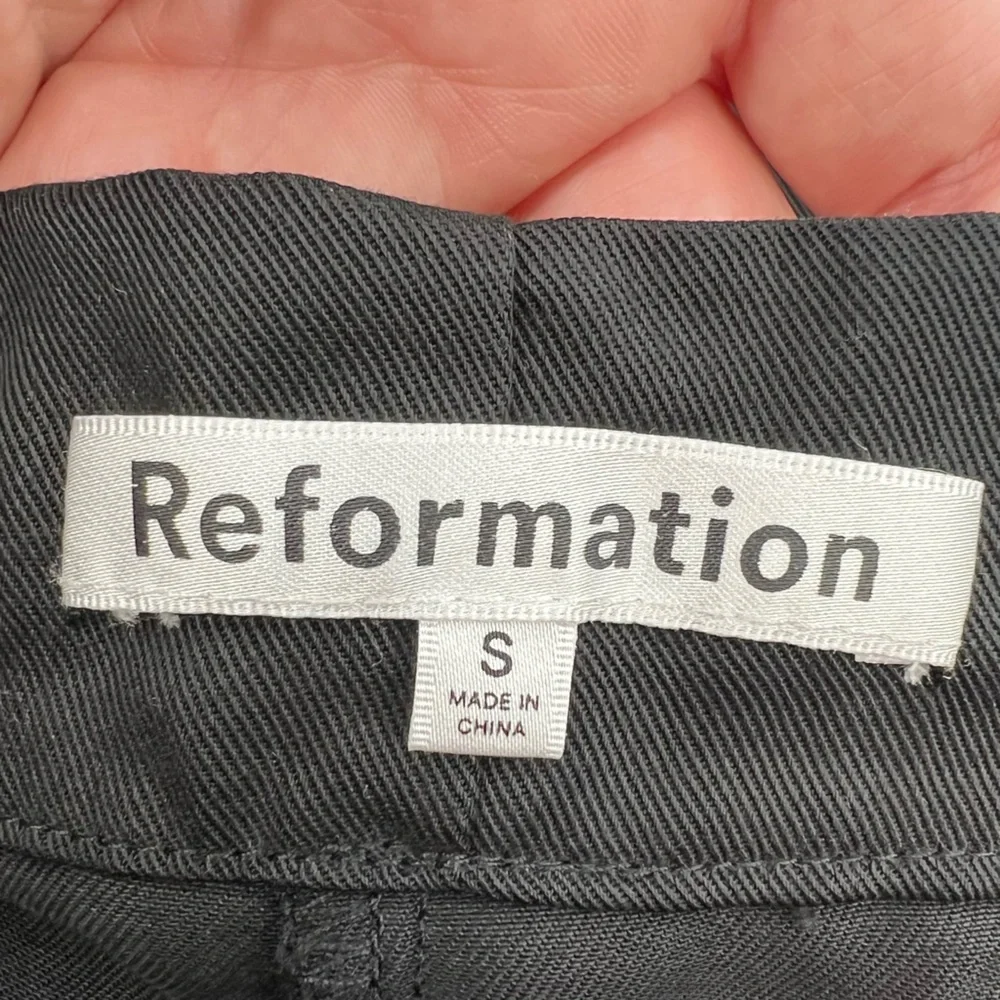 Reformation
S
MADE IN
CHINA